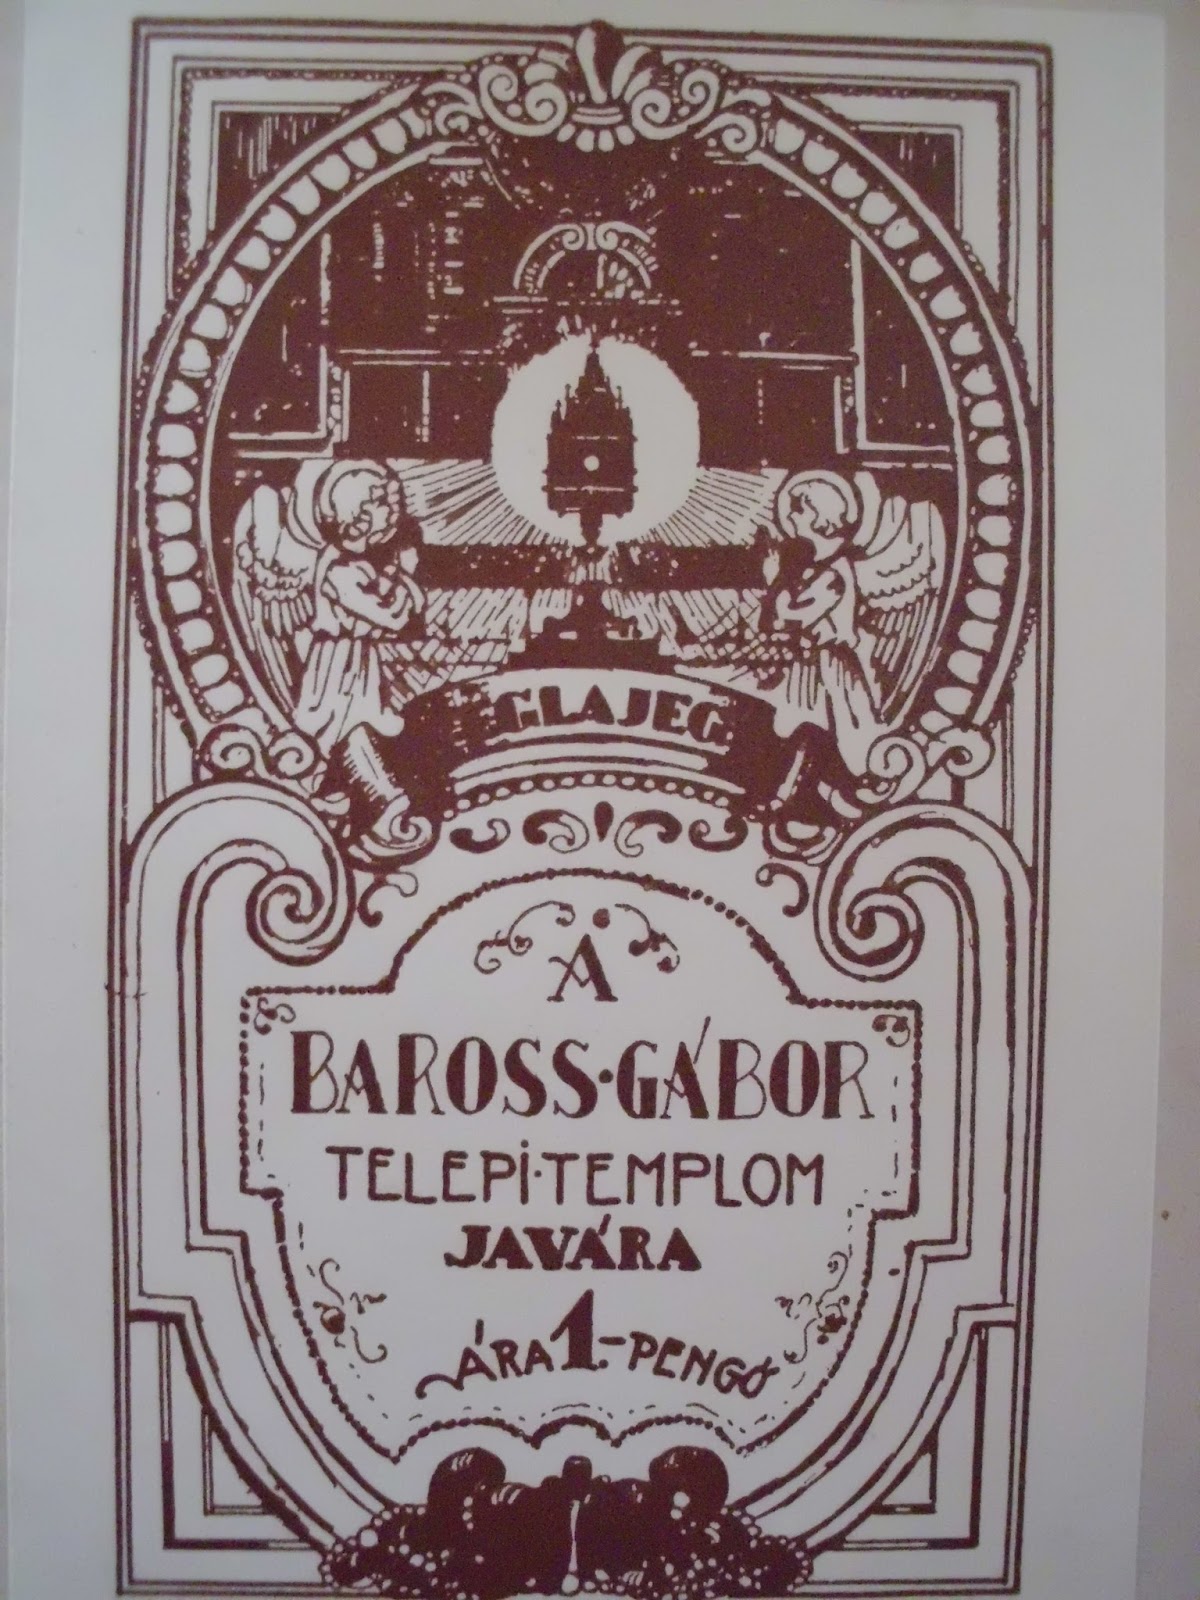 TÉGLAJEGY
A
BAROSS·GÁBOR
TELEPI·TEMPLOM
JAVÁRA
ÁRA 1.- PENGŐ